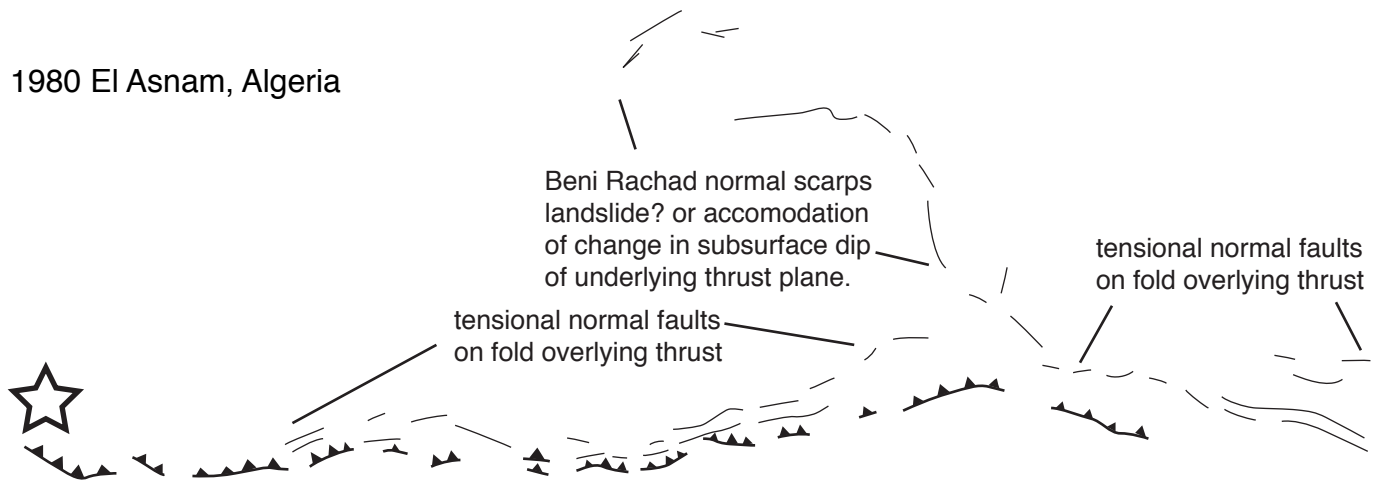 1980 El Asnam, Algeria
Beni Rachad normal scarps
landslide? or accomodation
of change in subsurface dip
of underlying thrust plane.
tensional normal faults
on fold overlying thrust
tensional normal faults
on fold overlying thrust